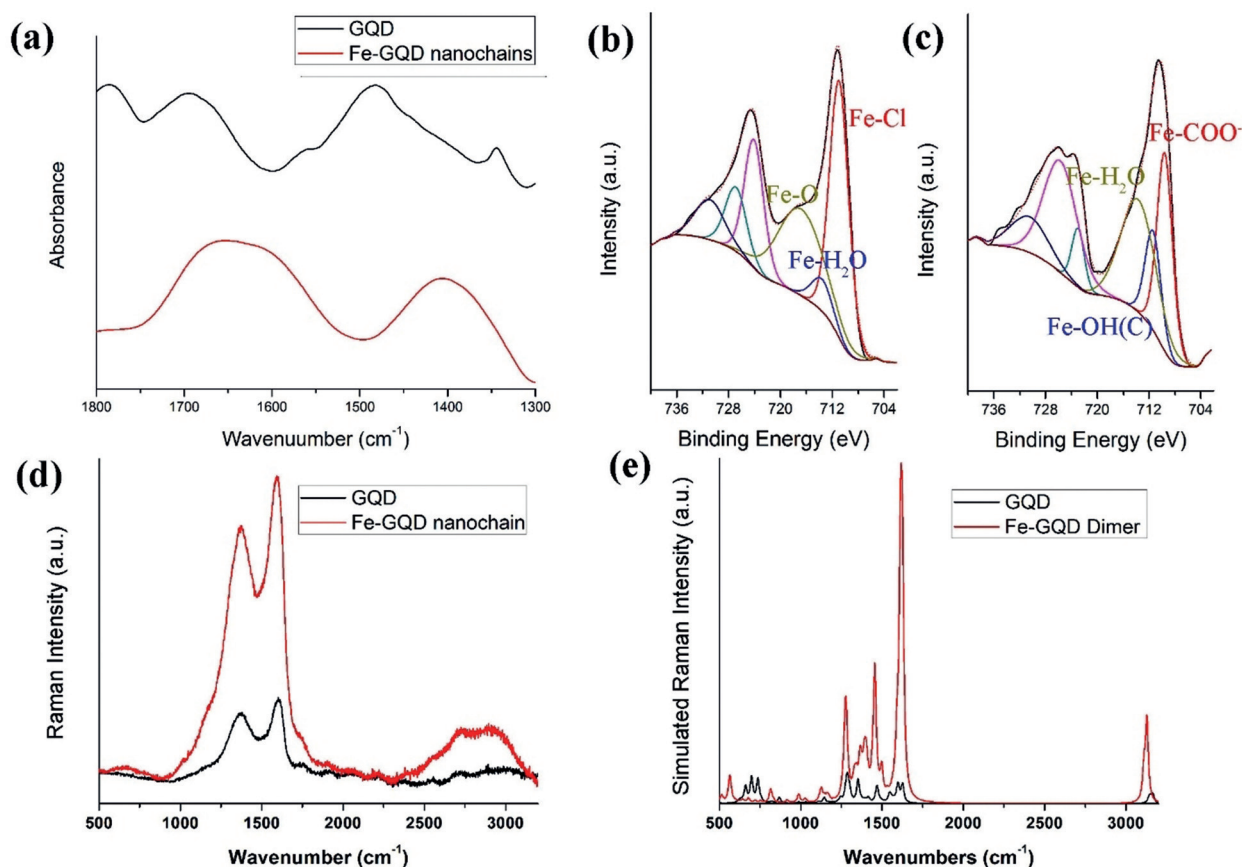 (a)
GQD
Fe-GQD nanochains
Absorbance
1800 1700 1600 1500 1400 1300
Wavenuumber (cm⁻¹)
(b)
Fe-Cl
Fe-O
Fe-H₂O
Intensity (a.u.)
736 728 720 712 704
Binding Energy (eV)
(c)
Fe-COO⁻
Fe-H₂O
Fe-OH(C)
Intensity (a.u.)
736 728 720 712 704
Binding Energy (eV)
(d)
GQD
Fe-GQD nanochain
Raman Intensity (a.u.)
500 1000 1500 2000 2500 3000
Wavenumber (cm⁻¹)
(e)
GQD
Fe-GQD Dimer
Simulated Raman Intensity (a.u.)
500 1000 1500 2000 2500 3000
Wavenumbers (cm⁻¹)